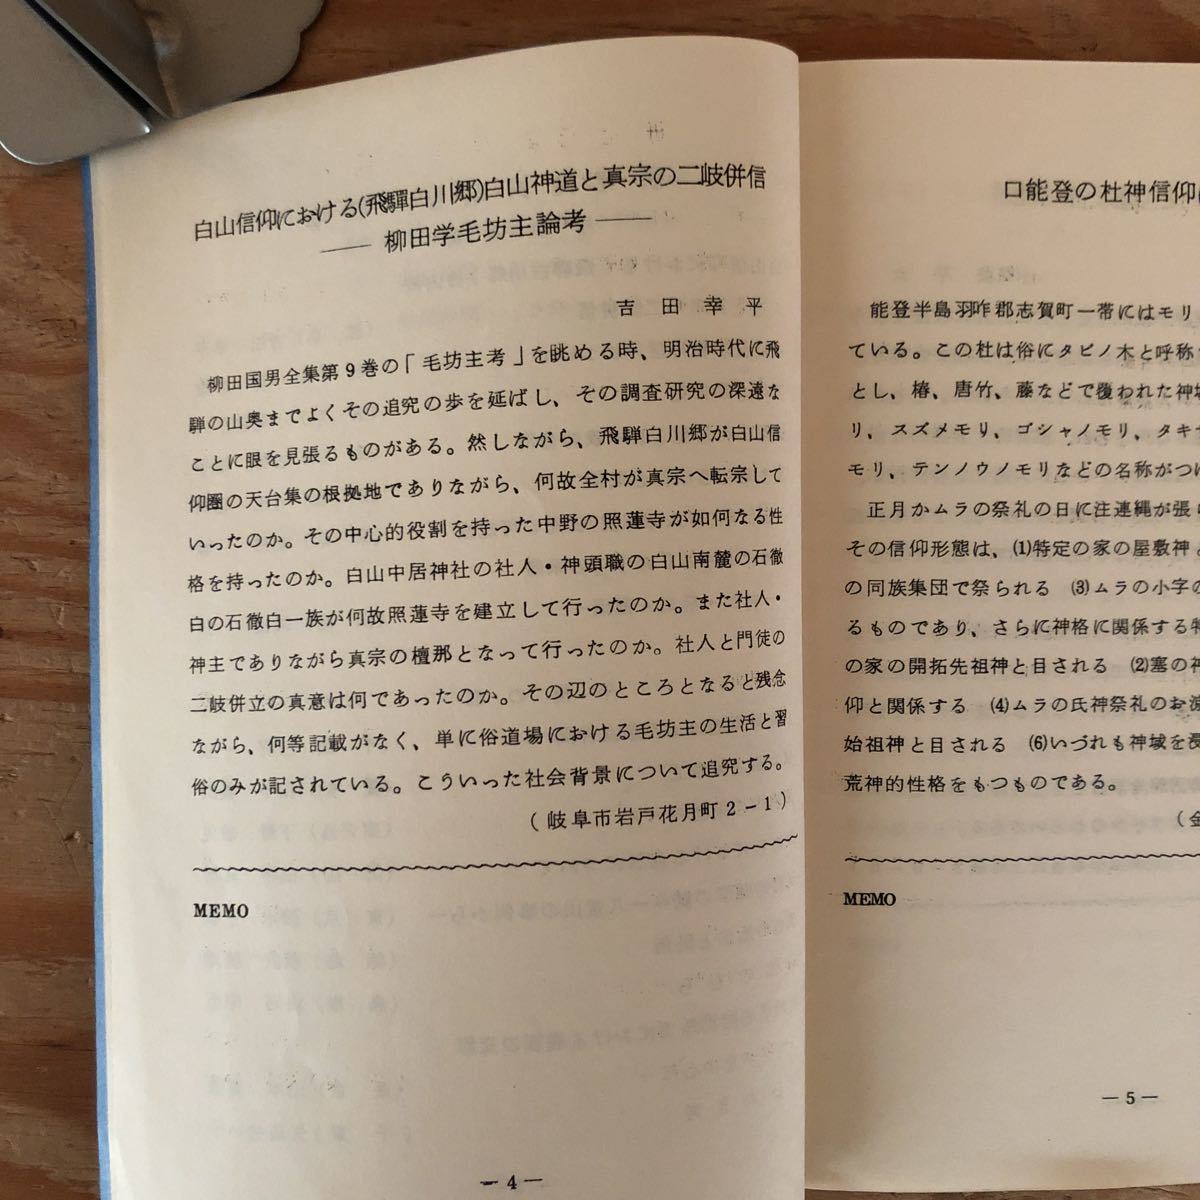 白山信仰における(飛騨白川郷)白山神道と真宗の二岐併信
── 柳田学毛坊主論考 ──
吉田幸平
柳田国男全集第9巻の「毛坊主考」を眺める時、明治時代に飛
騨の山奥までよくその追究の歩を延ばし、その調査研究の深遠な
ことに眼を見張るものがある。然しながら、飛騨白川郷が白山信
仰圏の天台集の根拠地でありながら、何故全村が真宗へ転宗して
いったのか。その中心的役割を持った中野の照蓮寺が如何なる性
格を持ったのか。白山中居神社の社人・神頭職の白山南麓の石徹
白の石徹白一族が何故照蓮寺を建立して行ったのか。また社人・
神主でありながら真宗の檀那となって行ったのか。社人と門徒の
二岐併立の真意は何であったのか。その辺のところとなると残念
ながら、何等記載がなく、単に俗道場における毛坊主の生活と習
俗のみが記されている。こういった社会背景について追究する。
(岐阜市岩戸花月町2-1)
MEMO
―4―
口能登の杜神信仰
能登半島羽咋郡志賀町一帯にはモリ
ている。この杜は俗にタビノ木と呼称
とし、椿、唐竹、藤などで覆われた神
リ、スズメモリ、ゴシャノモリ、タキ
モリ、テンノウノモリなどの名称がつ
正月かムラの祭礼の日に注連縄が張
その信仰形態は、(1)特定の家の屋敷神
の同族集団で祭られる (3)ムラの小字の
るものであり、さらに神格に関係する特
の家の開拓先祖神と目される (2)塞の神
仰と関係する (4)ムラの氏神祭礼のお
始祖神と目される (6)いづれも神域を
荒神的性格をもつものである。
(金
MEMO
―5―